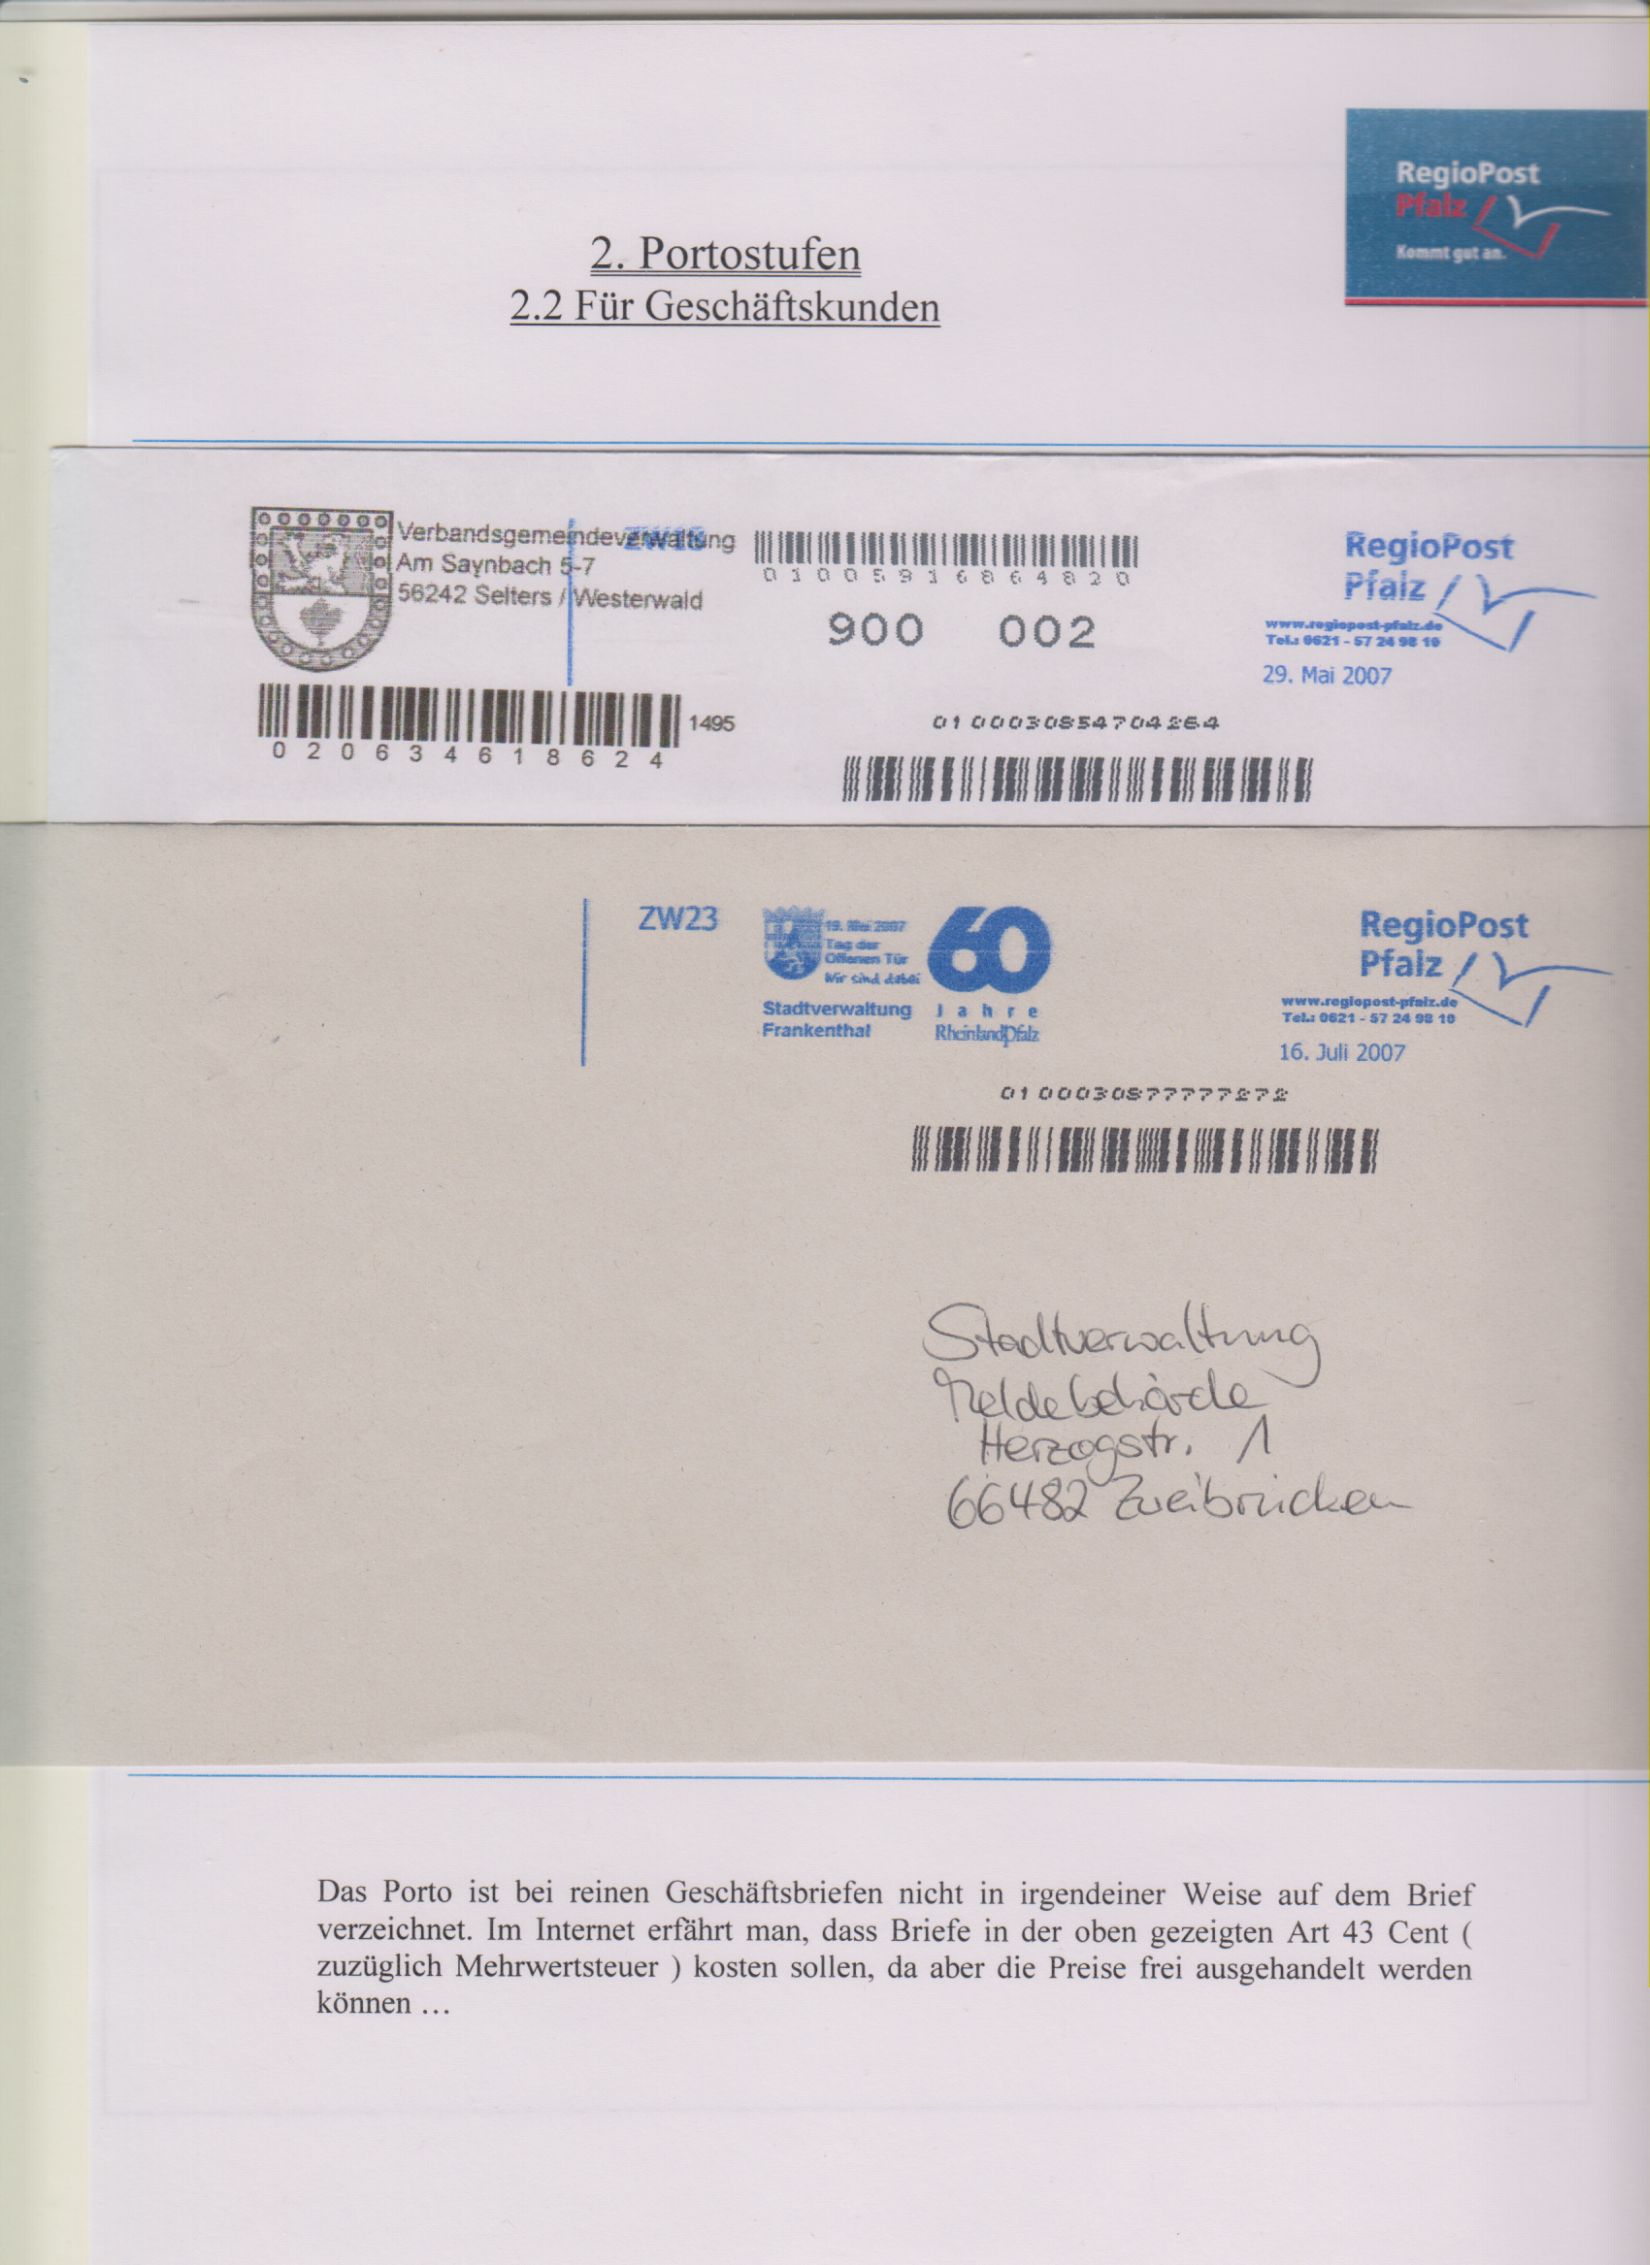 RegioPost
Pfalz
Kommt gut an.
2. Portostufen
2.2 Für Geschäftskunden
Verbandsgemeindeverwaltung
Am Saynbach 5-7
56242 Selters / Westerwald
01005916864820
900 002
RegioPost
Pfalz
www.regiopost-pfalz.de
Tel.: 0621 - 57 24 98 10
29. Mai 2007
020634618624
1495
01 00030854704264
ZW23
19. Mai 2007
Tag der
Offenen Tür
Wir sind dabei
Stadtverwaltung
Frankenthal
60
Jahre
RheinlandPfalz
RegioPost
Pfalz
www.regiopost-pfalz.de
Tel.: 0621 - 57 24 98 10
16. Juli 2007
01 00030877777272
Stadtverwaltung
Meldebehörde
Herzogstr. 1
66482 Zweibrücken
Das Porto ist bei reinen Geschäftsbriefen nicht in irgendeiner Weise auf dem Brief
verzeichnet. Im Internet erfährt man, dass Briefe in der oben gezeigten Art 43 Cent (
zuzüglich Mehrwertsteuer ) kosten sollen, da aber die Preise frei ausgehandelt werden
können …